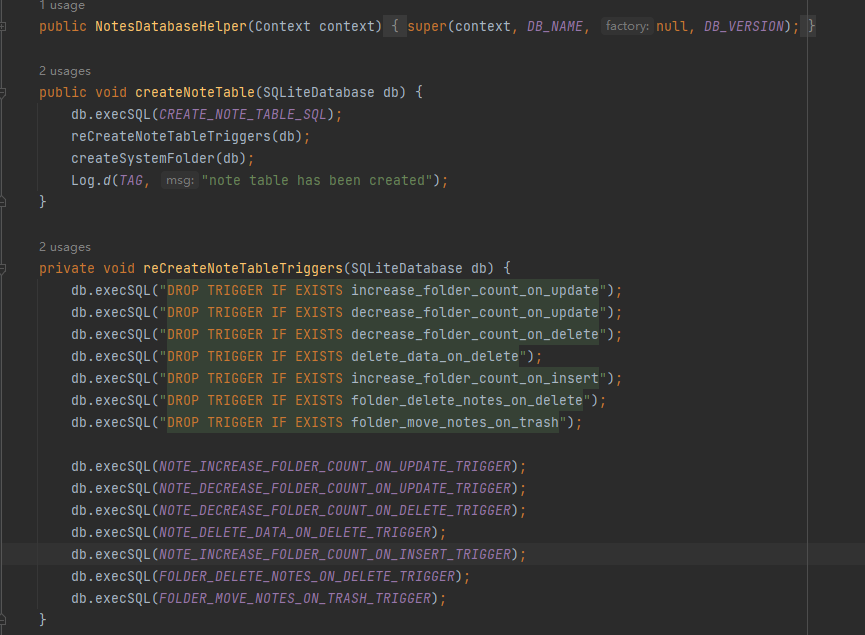 1 usage
public NotesDatabaseHelper(Context context) { super(context, DB_NAME, factory: null, DB_VERSION); }
2 usages
public void createNoteTable(SQLiteDatabase db) {
db.execSQL(CREATE_NOTE_TABLE_SQL);
reCreateNoteTableTriggers(db);
createSystemFolder(db);
Log.d(TAG, msg: "note table has been created");
}
2 usages
private void reCreateNoteTableTriggers(SQLiteDatabase db) {
db.execSQL("DROP TRIGGER IF EXISTS increase_folder_count_on_update");
db.execSQL("DROP TRIGGER IF EXISTS decrease_folder_count_on_update");
db.execSQL("DROP TRIGGER IF EXISTS decrease_folder_count_on_delete");
db.execSQL("DROP TRIGGER IF EXISTS delete_data_on_delete");
db.execSQL("DROP TRIGGER IF EXISTS increase_folder_count_on_insert");
db.execSQL("DROP TRIGGER IF EXISTS folder_delete_notes_on_delete");
db.execSQL("DROP TRIGGER IF EXISTS folder_move_notes_on_trash");
db.execSQL(NOTE_INCREASE_FOLDER_COUNT_ON_UPDATE_TRIGGER);
db.execSQL(NOTE_DECREASE_FOLDER_COUNT_ON_UPDATE_TRIGGER);
db.execSQL(NOTE_DECREASE_FOLDER_COUNT_ON_DELETE_TRIGGER);
db.execSQL(NOTE_DELETE_DATA_ON_DELETE_TRIGGER);
db.execSQL(NOTE_INCREASE_FOLDER_COUNT_ON_INSERT_TRIGGER);
db.execSQL(FOLDER_DELETE_NOTES_ON_DELETE_TRIGGER);
db.execSQL(FOLDER_MOVE_NOTES_ON_TRASH_TRIGGER);
}